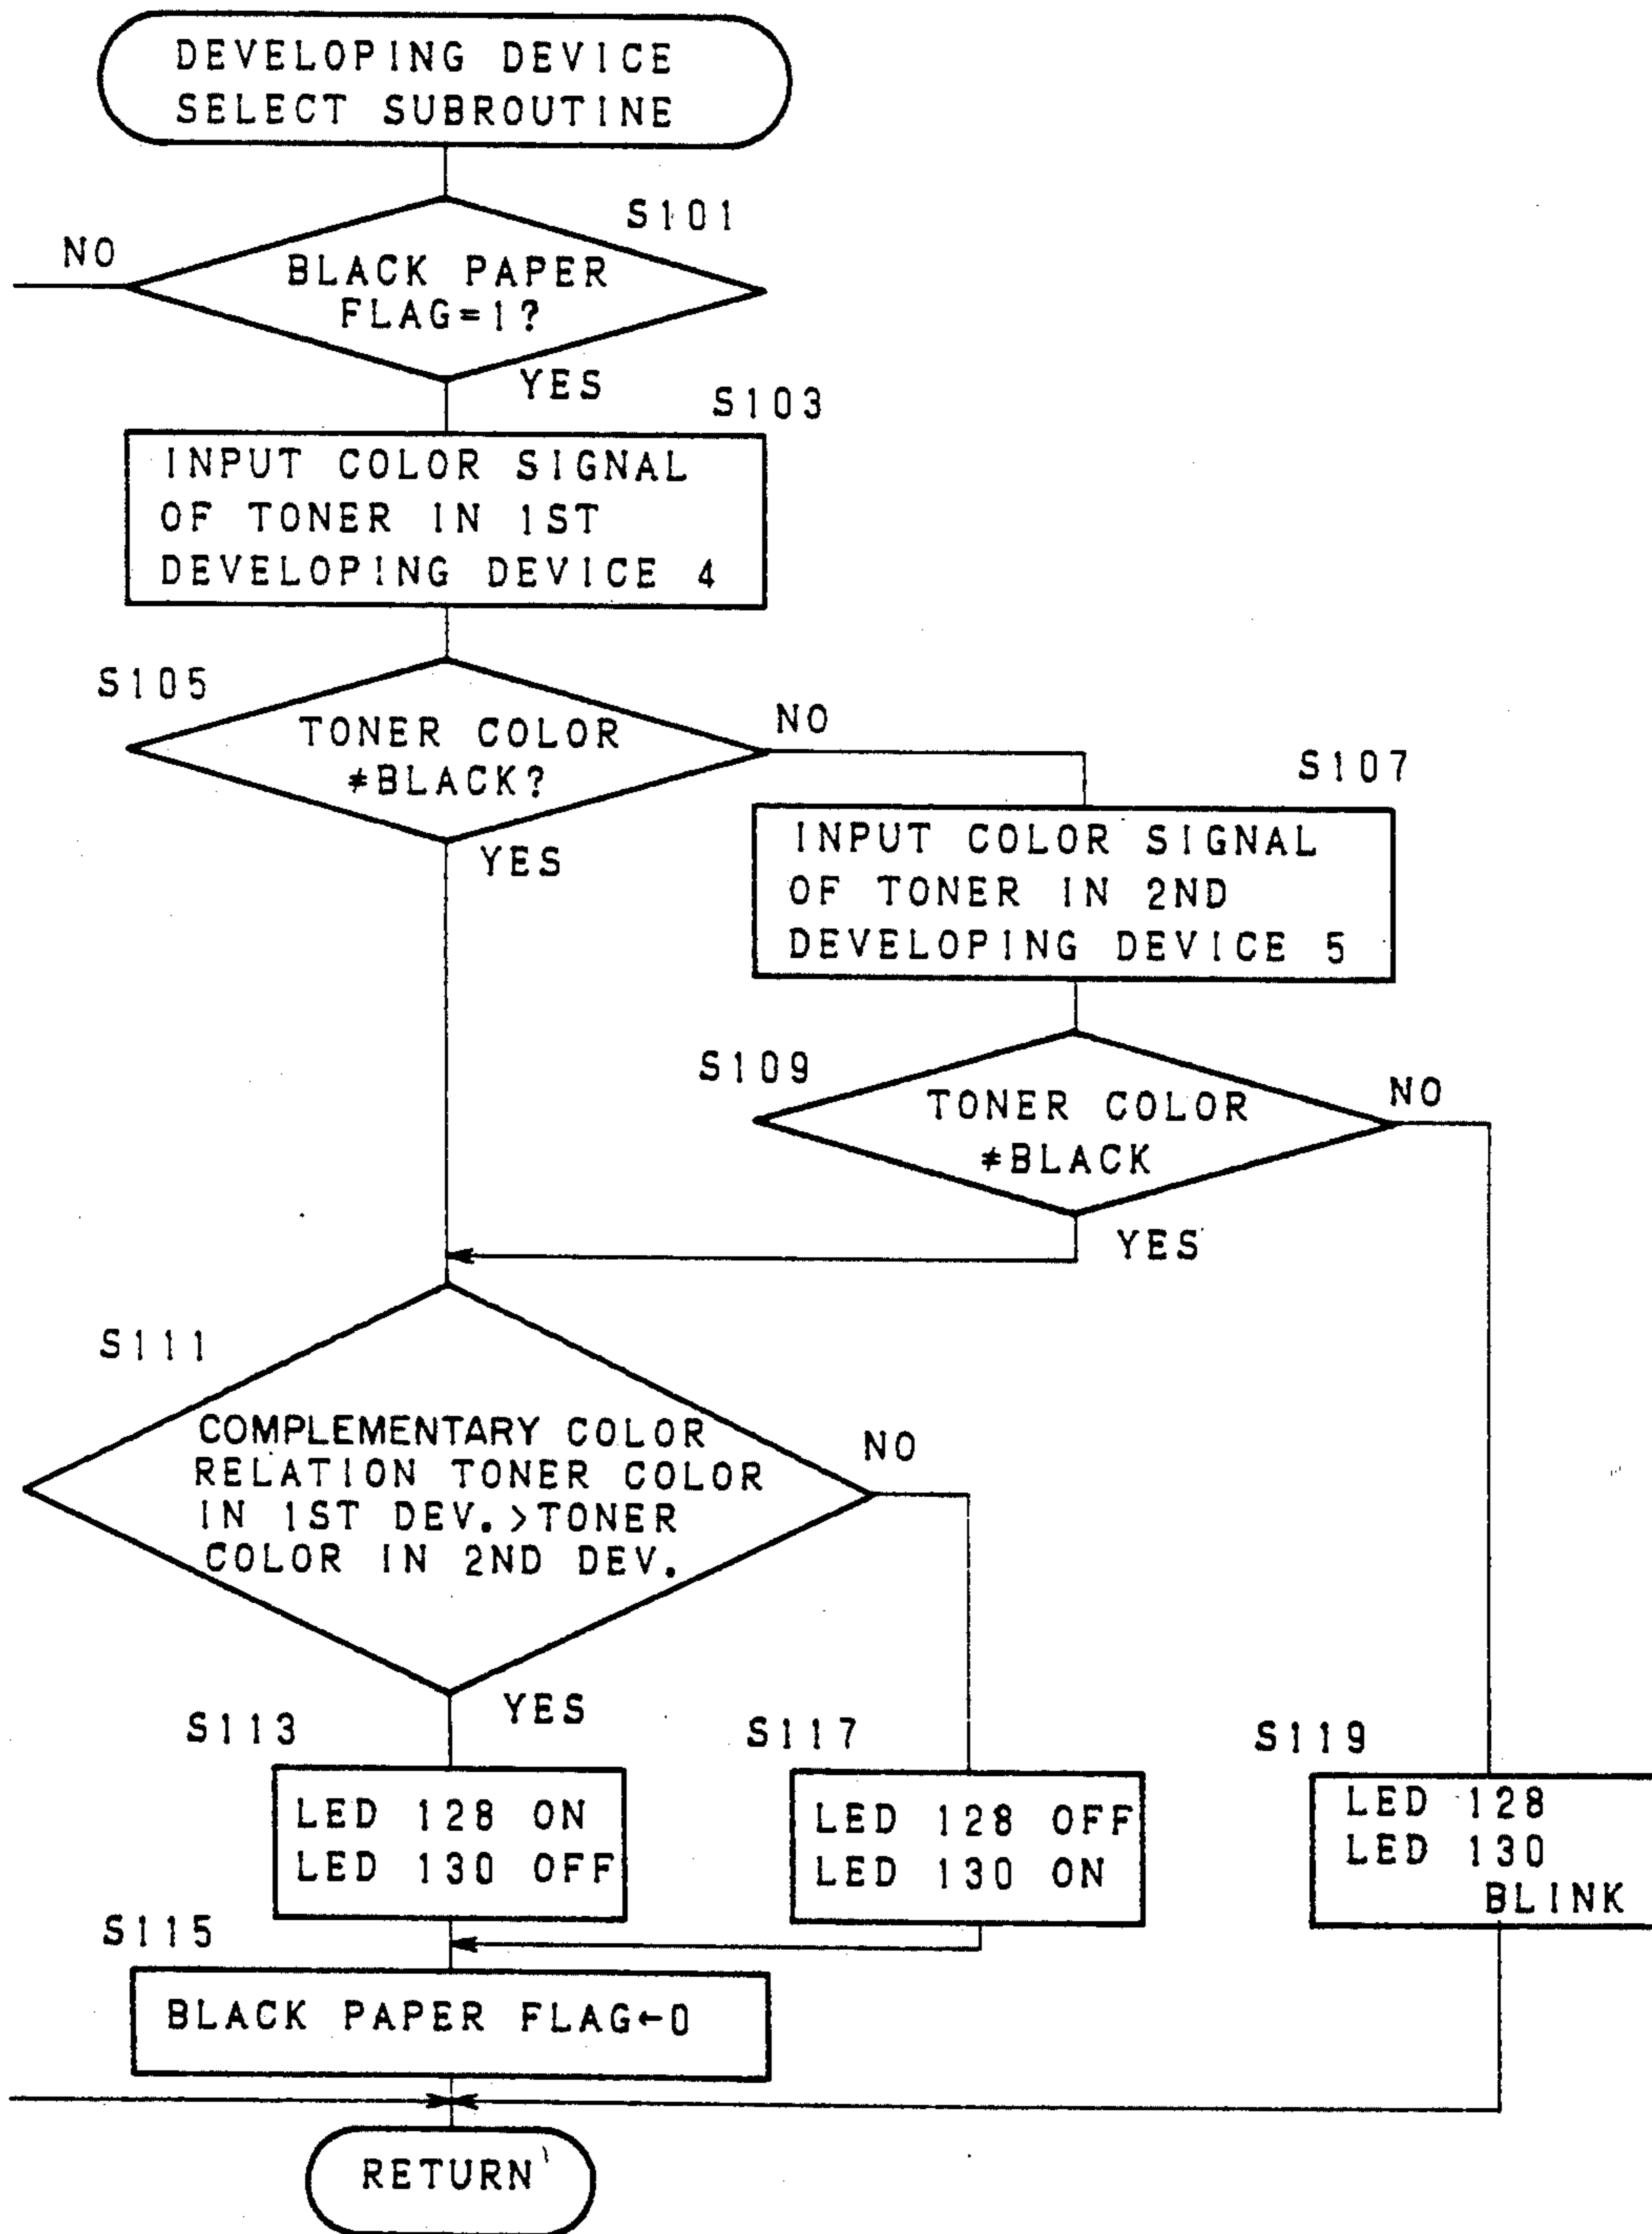 DEVELOPING DEVICE
SELECT SUBROUTINE
S101
NO
BLACK PAPER
FLAG=1?
YES
S103
INPUT COLOR SIGNAL
OF TONER IN 1ST
DEVELOPING DEVICE 4
S105
TONER COLOR
≠BLACK?
NO
YES
S107
INPUT COLOR SIGNAL
OF TONER IN 2ND
DEVELOPING DEVICE 5
S109
TONER COLOR
≠BLACK
NO
YES
S111
COMPLEMENTARY COLOR
RELATION TONER COLOR
IN 1ST DEV.>TONER
COLOR IN 2ND DEV.
NO
YES
S113
LED 128 ON
LED 130 OFF
S117
LED 128 OFF
LED 130 ON
S119
LED 128
LED 130
BLINK
S115
BLACK PAPER FLAG←0
RETURN